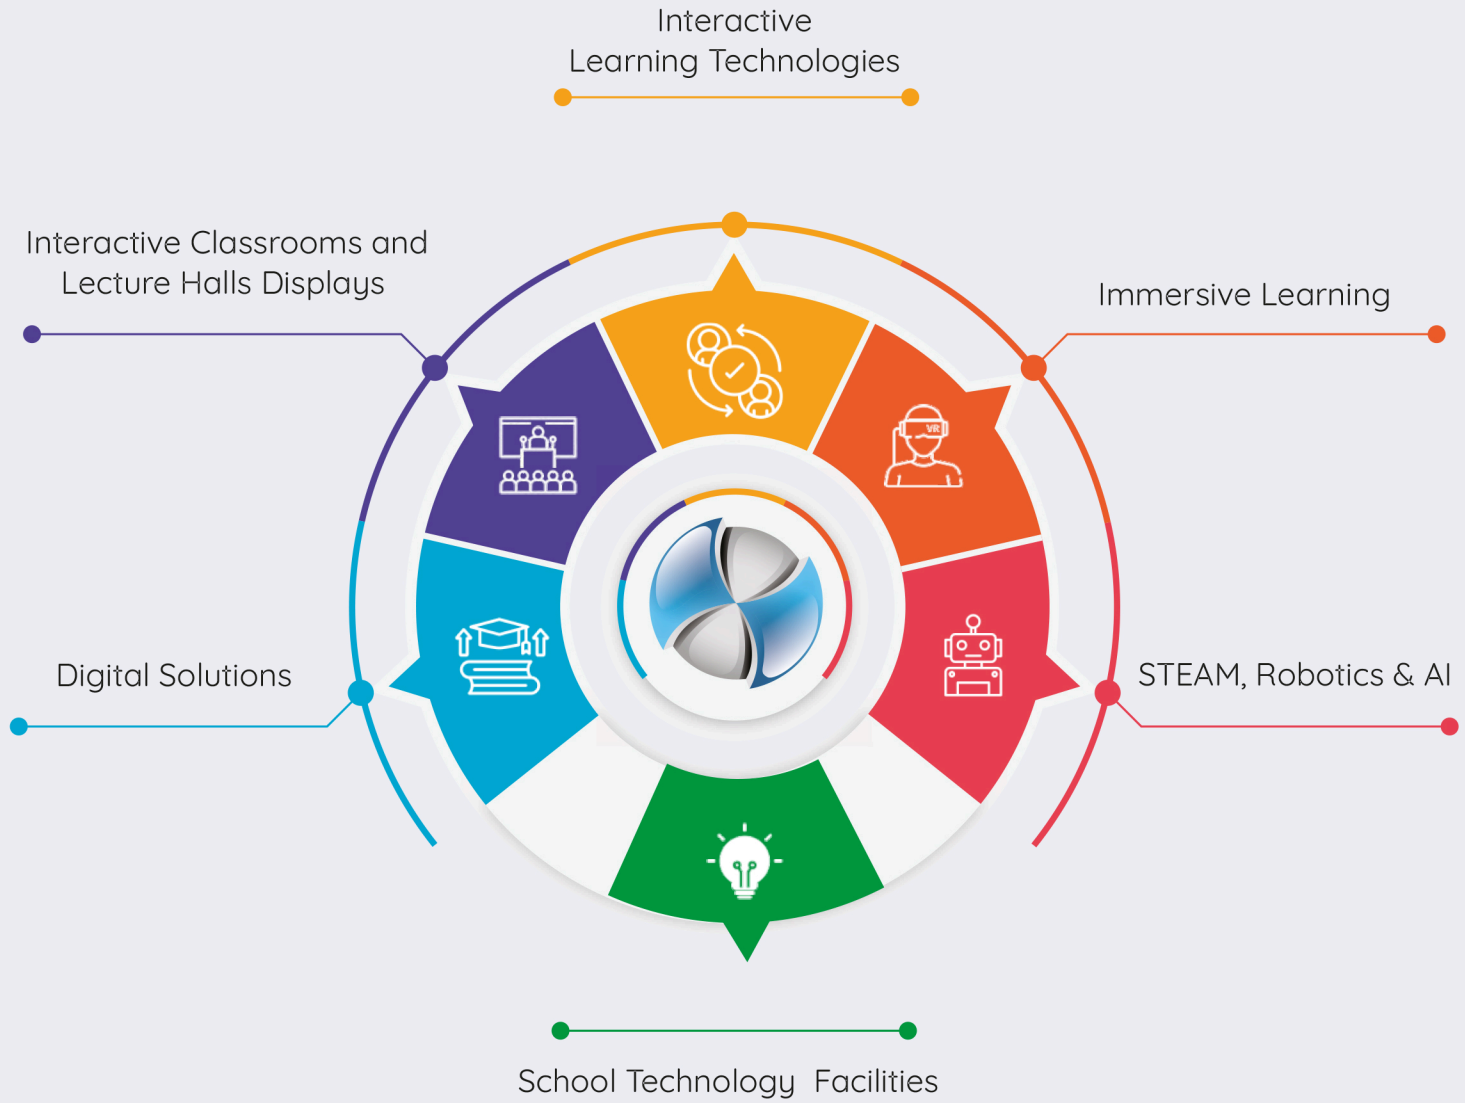 Interactive
Learning Technologies
Interactive Classrooms and
Lecture Halls Displays
Immersive Learning
VR
Digital Solutions
STEAM, Robotics & AI
School Technology  Facilities